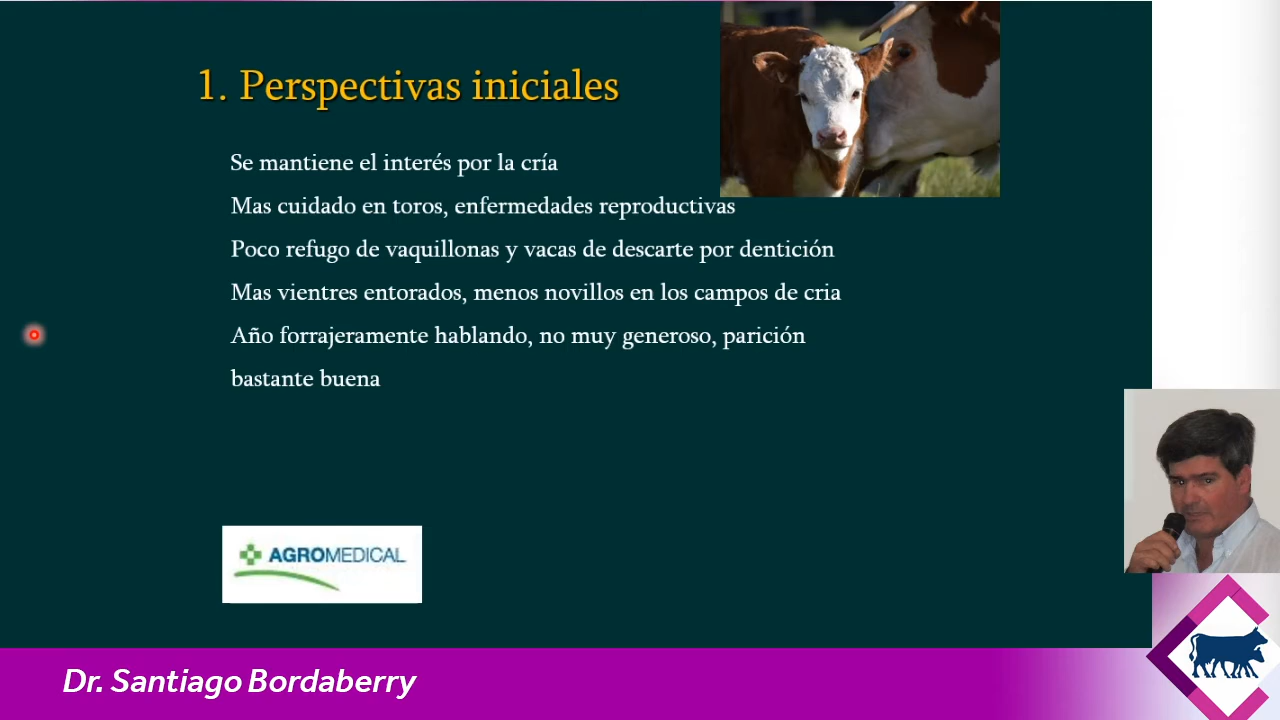 1. Perspectivas iniciales
Se mantiene el interés por la cría
Mas cuidado en toros, enfermedades reproductivas
Poco refugo de vaquillonas y vacas de descarte por dentición
Mas vientres entorados, menos novillos en los campos de cria
Año forrajeramente hablando, no muy generoso, parición
bastante buena
AGROMEDICAL
Dr. Santiago Bordaberry